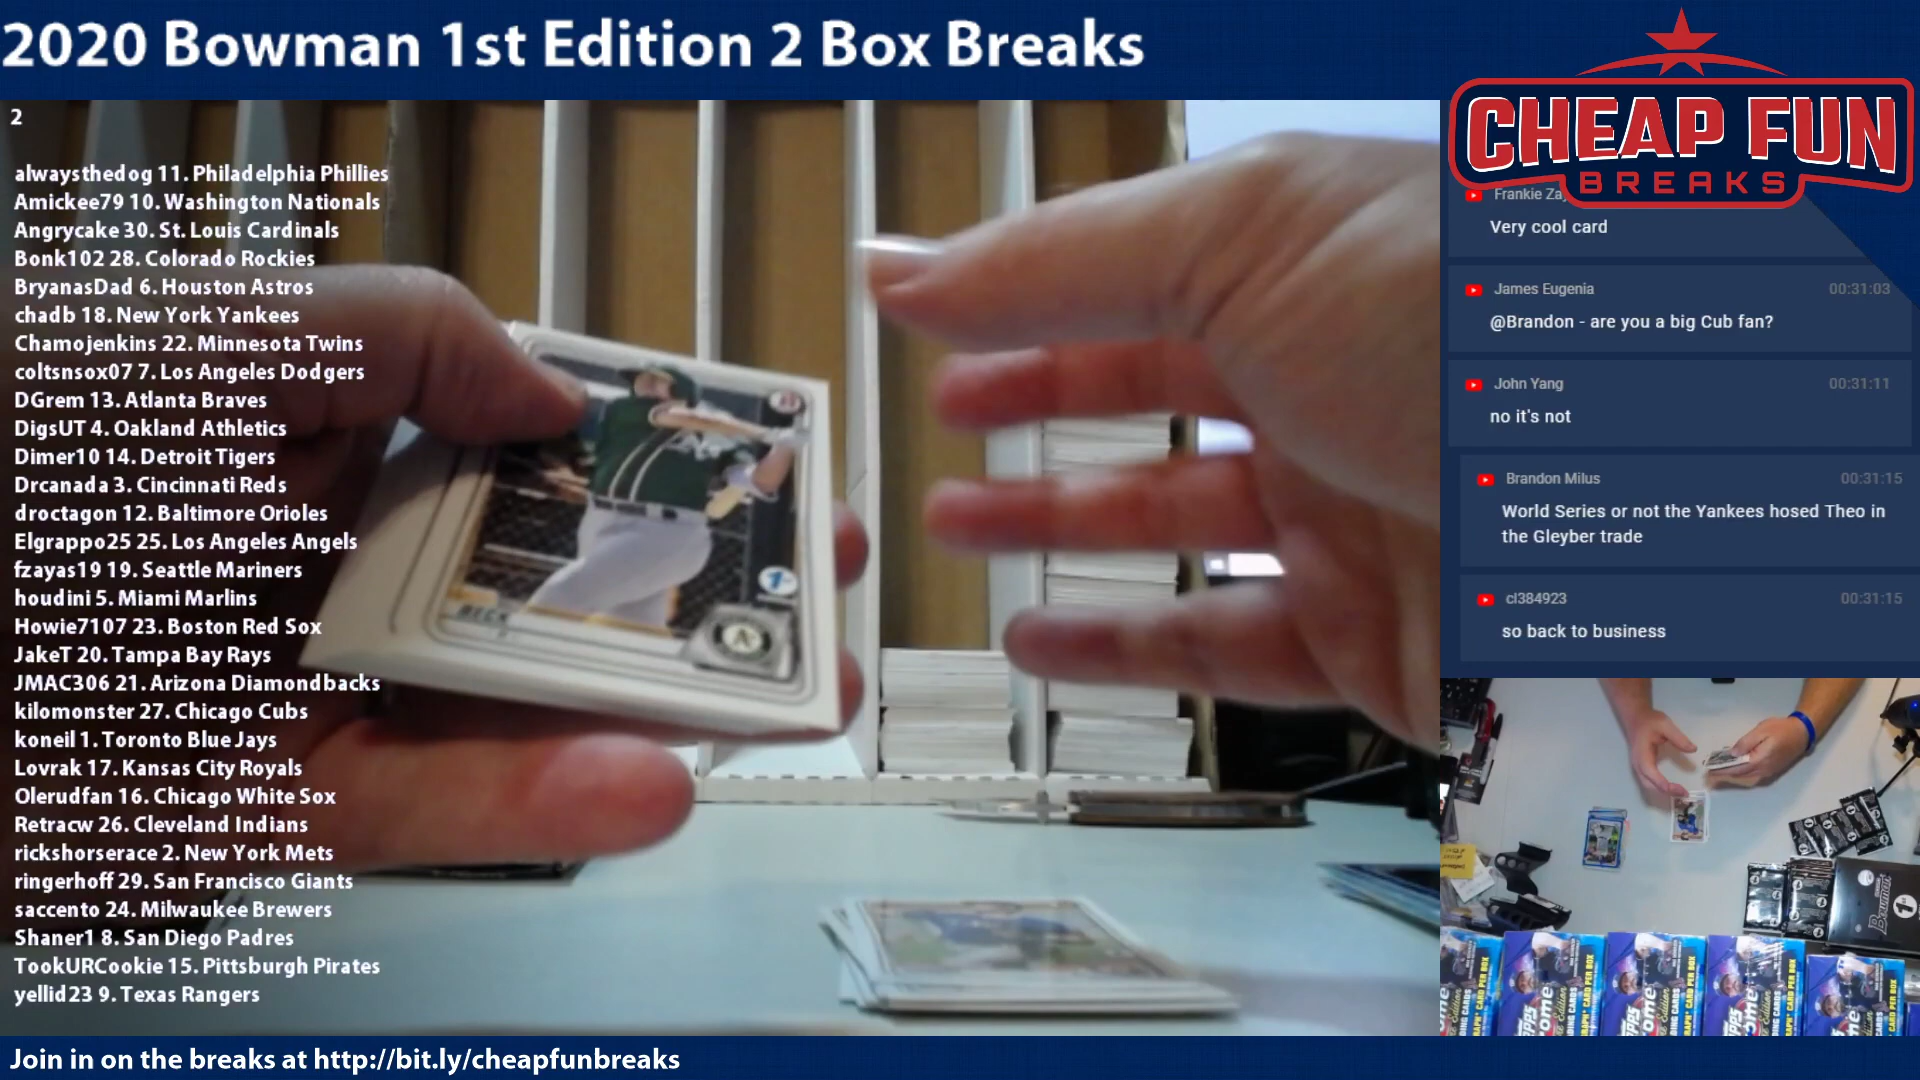 2020 Bowman 1st Edition 2 Box Breaks
CHEAP FUN
BREAKS
2
alwaysthedog 11. Philadelphia Phillies
Amickee79 10. Washington Nationals
Angrycake 30. St. Louis Cardinals
Bonk102 28. Colorado Rockies
BryanasDad 6. Houston Astros
chadb 18. New York Yankees
Chamojenkins 22. Minnesota Twins
coltsnsox07 7. Los Angeles Dodgers
DGrem 13. Atlanta Braves
DigsUT 4. Oakland Athletics
Dimer10 14. Detroit Tigers
Drcanada 3. Cincinnati Reds
droctagon 12. Baltimore Orioles
Elgrappo25 25. Los Angeles Angels
fzayas19 19. Seattle Mariners
houdini 5. Miami Marlins
Howie7107 23. Boston Red Sox
JakeT 20. Tampa Bay Rays
JMAC306 21. Arizona Diamondbacks
kilomonster 27. Chicago Cubs
koneil 1. Toronto Blue Jays
Lovrak 17. Kansas City Royals
Olerudfan 16. Chicago White Sox
Retracw 26. Cleveland Indians
rickshorserace 2. New York Mets
ringerhoff 29. San Francisco Giants
saccento 24. Milwaukee Brewers
Shaner1 8. San Diego Padres
TookURCookie 15. Pittsburgh Pirates
yellid23 9. Texas Rangers
BECK
1st
A's
Frankie Zay
Very cool card
James Eugenia 00:31:03
@Brandon - are you a big Cub fan?
John Yang 00:31:11
no it's not
Brandon Milus 00:31:15
World Series or not the Yankees hosed Theo in
the Gleyber trade
cl384923 00:31:15
so back to business
Bowman
1st
Join in on the breaks at http://bit.ly/cheapfunbreaks